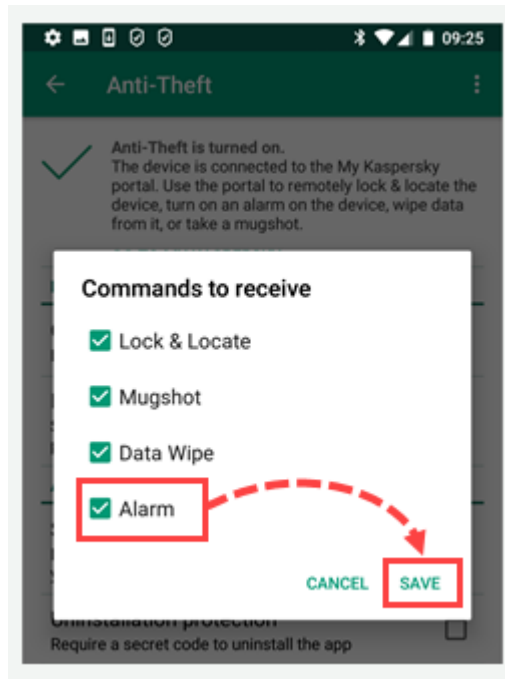 09:25
Anti-Theft
Anti-Theft is turned on.
The device is connected to the My Kaspersky
portal. Use the portal to remotely lock & locate the
device, turn on an alarm on the device, wipe data
from it, or take a mugshot.
Commands to receive
Lock & Locate
Mugshot
Data Wipe
Alarm
CANCEL SAVE
Uninstallation protection
Require a secret code to uninstall the app